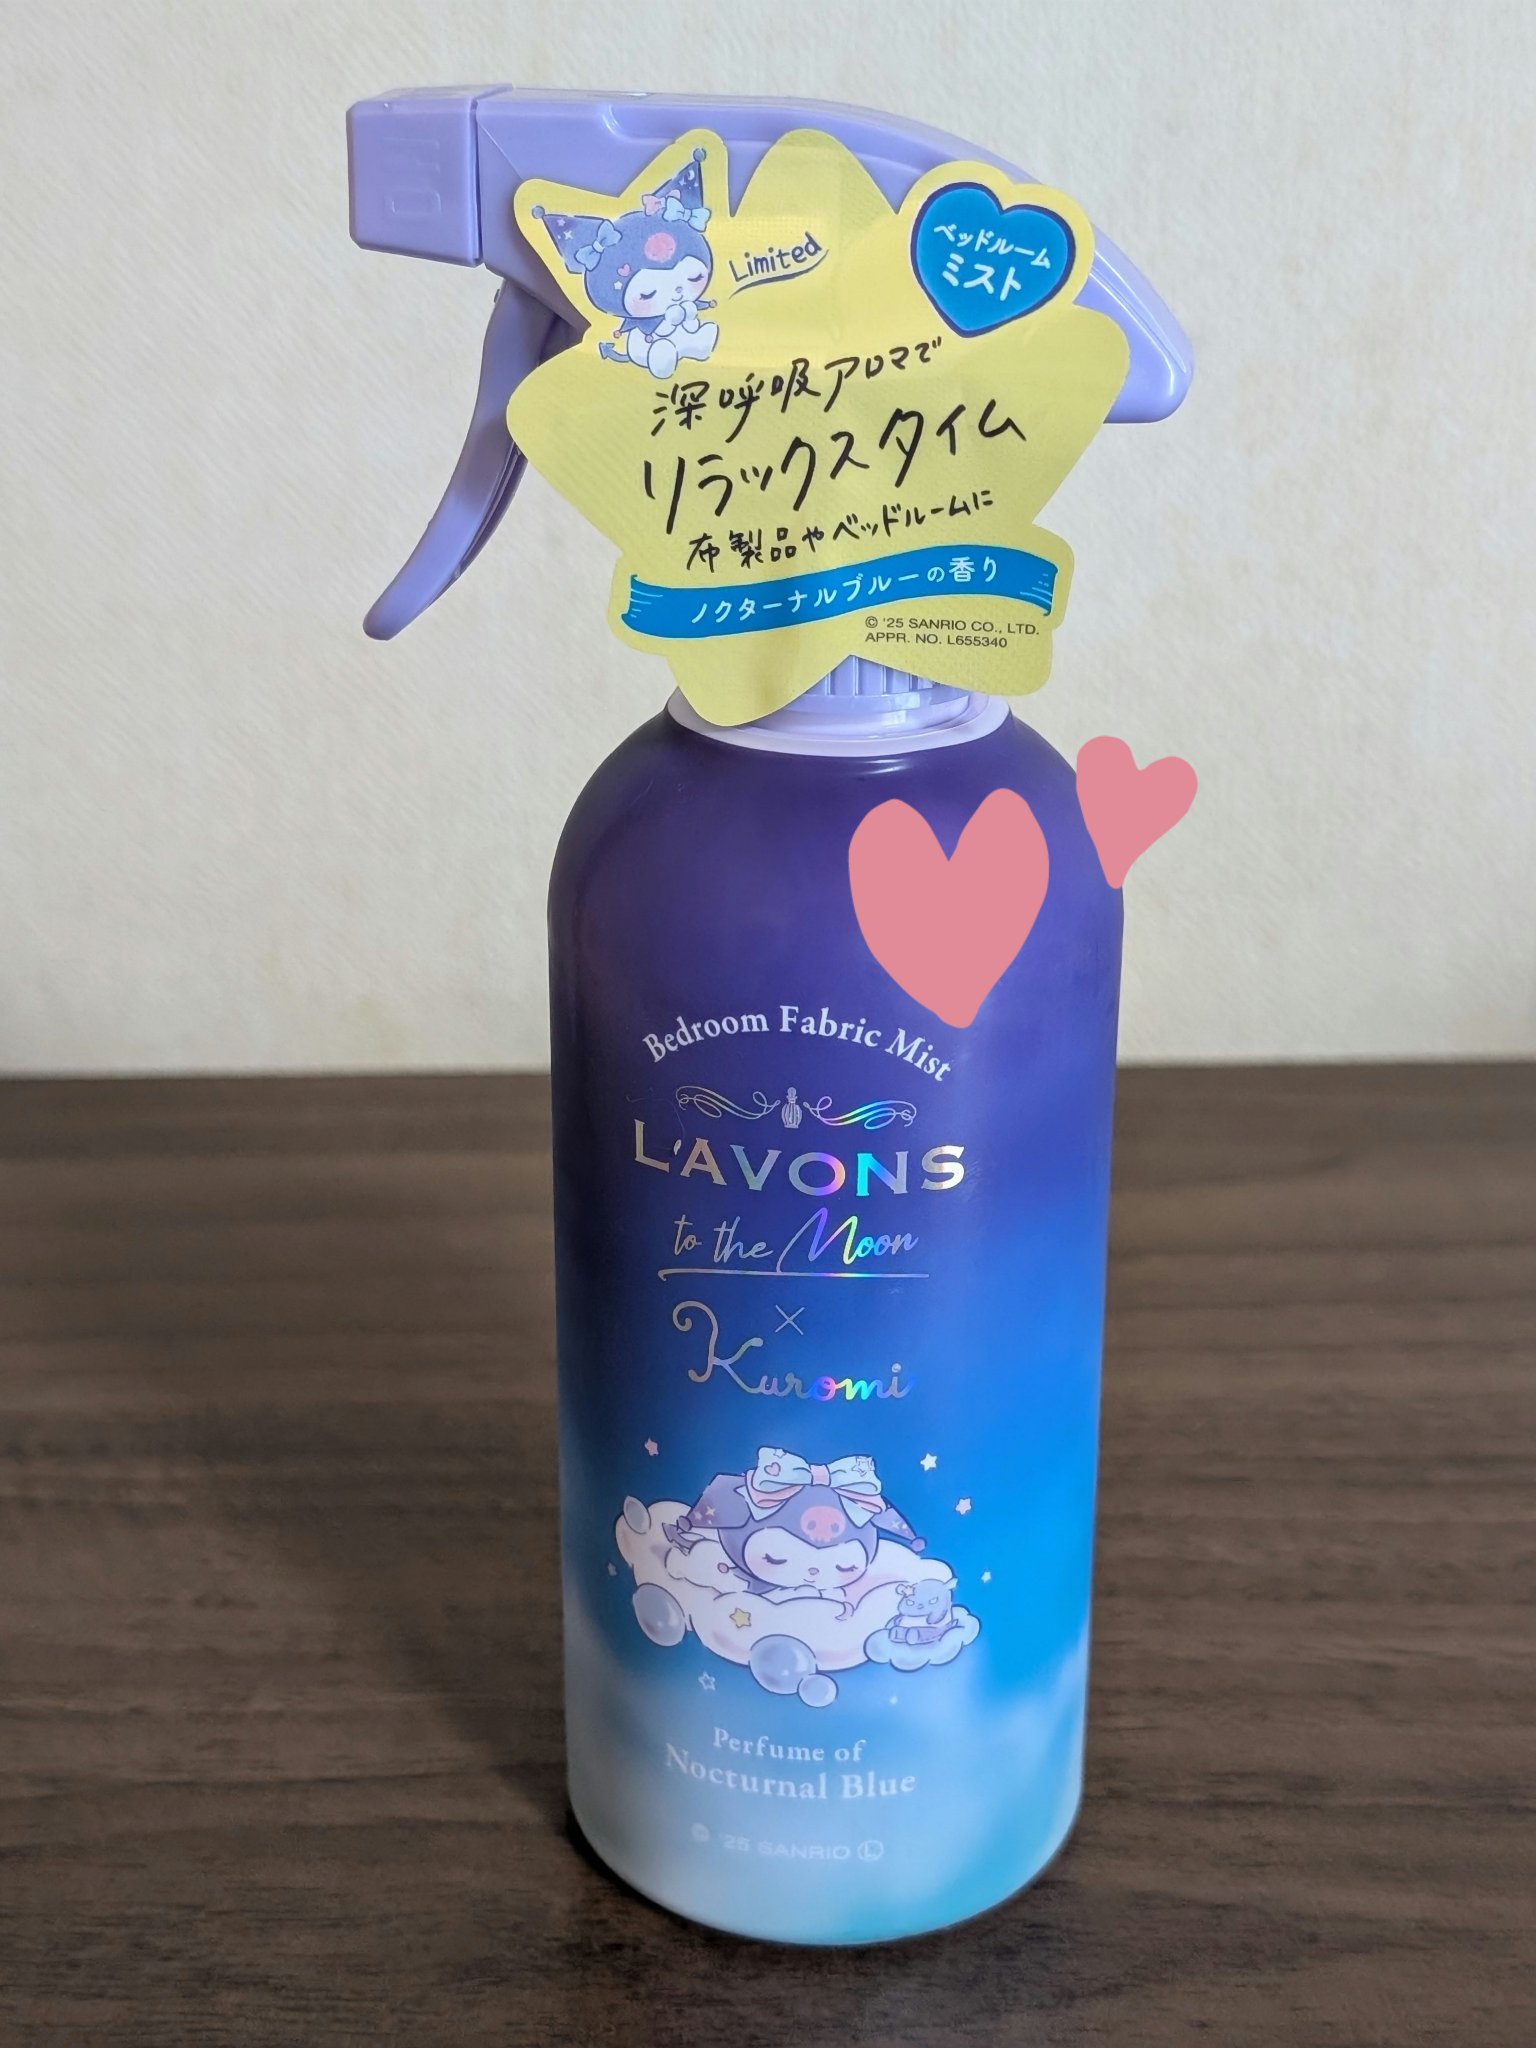 Limited
ベッドルーム
ミスト
深呼吸アロマで
リラックスタイム
布製品やベッドルームに
ノクターナルブルーの香り
© '25 SANRIO CO., LTD.
APPR. NO. L655340
Bedroom Fabric Mist
L'AVONS
to the Moon
×
Kuromi
Perfume of
Nocturnal Blue
© '25 SANRIO Ⓛ